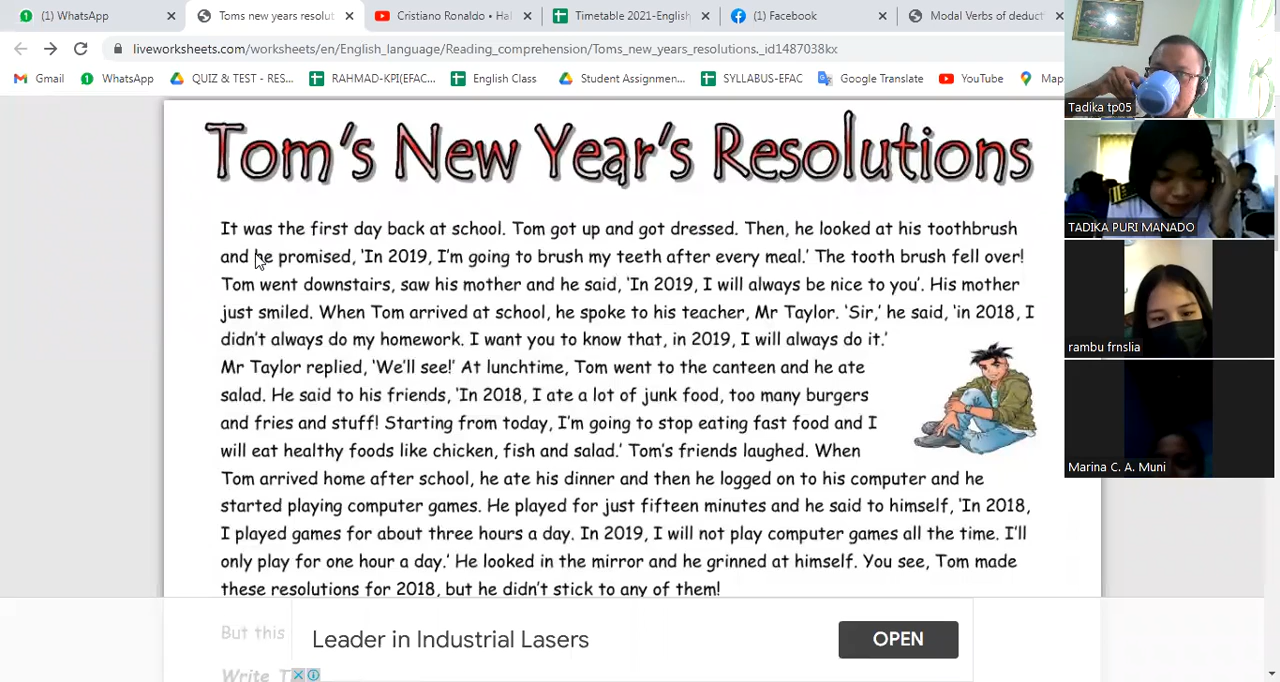 (1) WhatsApp
Toms new years resolut
Cristiano Ronaldo • Hal
Timetable 2021-English
(1) Facebook
Modal Verbs of deduct
liveworksheets.com/worksheets/en/English_language/Reading_comprehension/Toms_new_years_resolutions._id1487038kx
Gmail
WhatsApp
QUIZ & TEST - RES...
RAHMAD-KPI(EFAC...
English Class
Student Assignmen...
SYLLABUS-EFAC
Google Translate
YouTube
Map
Tom's New Year's Resolutions
It was the first day back at school. Tom got up and got dressed. Then, he looked at his toothbrush
and he promised, 'In 2019, I'm going to brush my teeth after every meal.' The tooth brush fell over!
Tom went downstairs, saw his mother and he said, 'In 2019, I will always be nice to you'. His mother
just smiled. When Tom arrived at school, he spoke to his teacher, Mr Taylor. 'Sir,' he said, 'in 2018, I
didn't always do my homework. I want you to know that, in 2019, I will always do it.'
Mr Taylor replied, 'We'll see!' At lunchtime, Tom went to the canteen and he ate
salad. He said to his friends, 'In 2018, I ate a lot of junk food, too many burgers
and fries and stuff! Starting from today, I'm going to stop eating fast food and I
will eat healthy foods like chicken, fish and salad.' Tom's friends laughed. When
Tom arrived home after school, he ate his dinner and then he logged on to his computer and he
started playing computer games. He played for just fifteen minutes and he said to himself, 'In 2018,
I played games for about three hours a day. In 2019, I will not play computer games all the time. I'll
only play for one hour a day.' He looked in the mirror and he grinned at himself. You see, Tom made
these resolutions for 2018, but he didn't stick to any of them!
But this
Write T
Leader in Industrial Lasers
OPEN
Tadika tp05
TADIKA PURI MANADO
rambu frnslia
Marina C. A. Muni